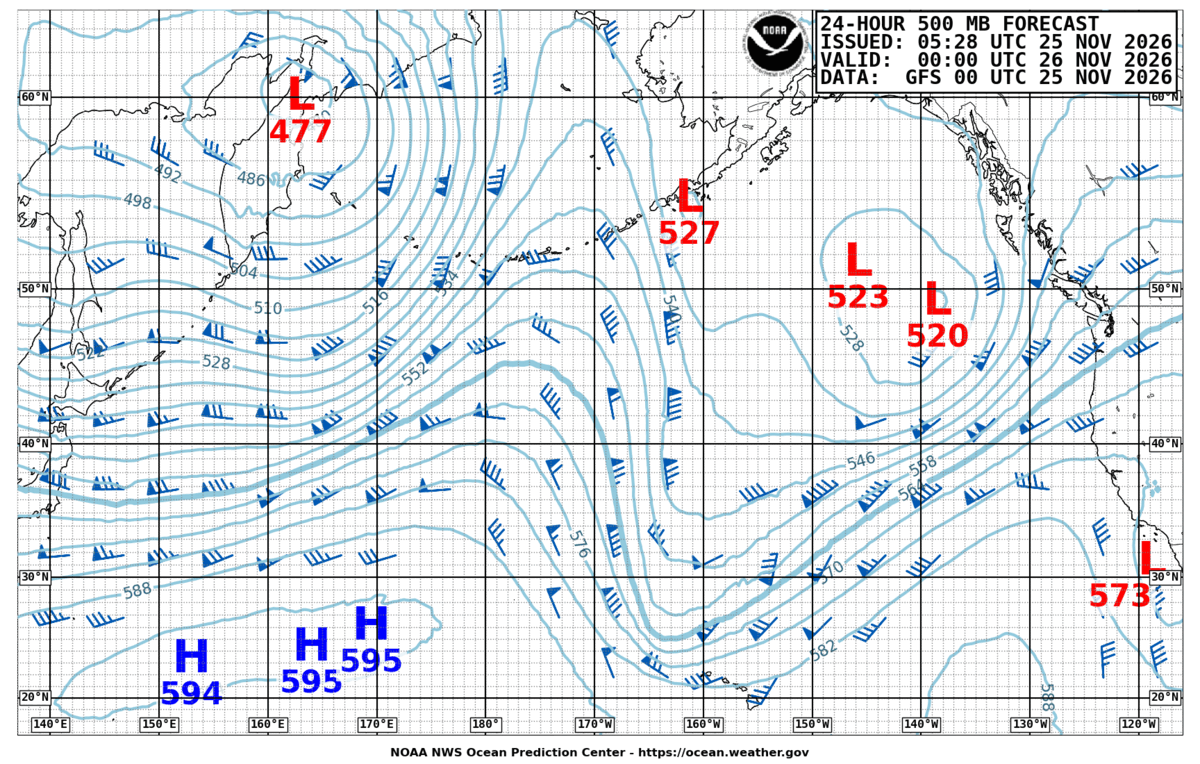 24-HOUR 500 MB FORECAST
ISSUED: 05:28 UTC 25 NOV 2026
VALID: 00:00 UTC 26 NOV 2026
DATA: GFS 00 UTC 25 NOV 2026
NOAA
60°N
60°N
L
477
492
486
498
L
527
504
510
516
534
540
L
523
L
520
50°N
50°N
522
528
528
552
40°N
40°N
546
558
564
576
570
30°N
30°N
588
L
573
H
594
H
595
H
595
582
588
20°N
20°N
140°E
150°E
160°E
170°E
180°
170°W
160°W
150°W
140°W
130°W
120°W
NOAA NWS Ocean Prediction Center - https://ocean.weather.gov